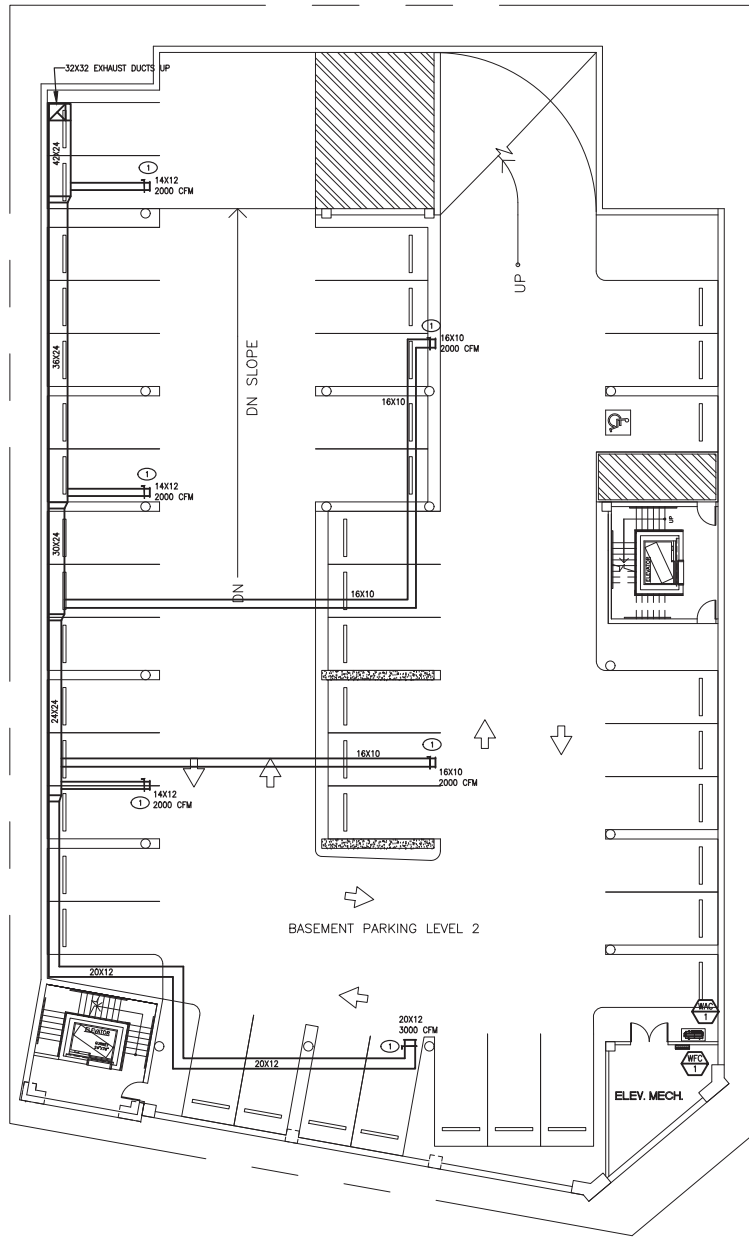 32X32 EXHAUST DUCTS UP
42X24
1
14X12
2000 CFM
UP
1
16X10
2000 CFM
36X24
DN SLOPE
16X10
1
14X12
2000 CFM
UP
ELEVATOR
30X24
DN
16X10
24X24
1
16X10
16X10
2000 CFM
1
14X12
2000 CFM
BASEMENT PARKING LEVEL 2
20X12
WAC
1
20X12
3000 CFM
1
ELEVATOR
20X12
WFC
1
ELEV. MECH.